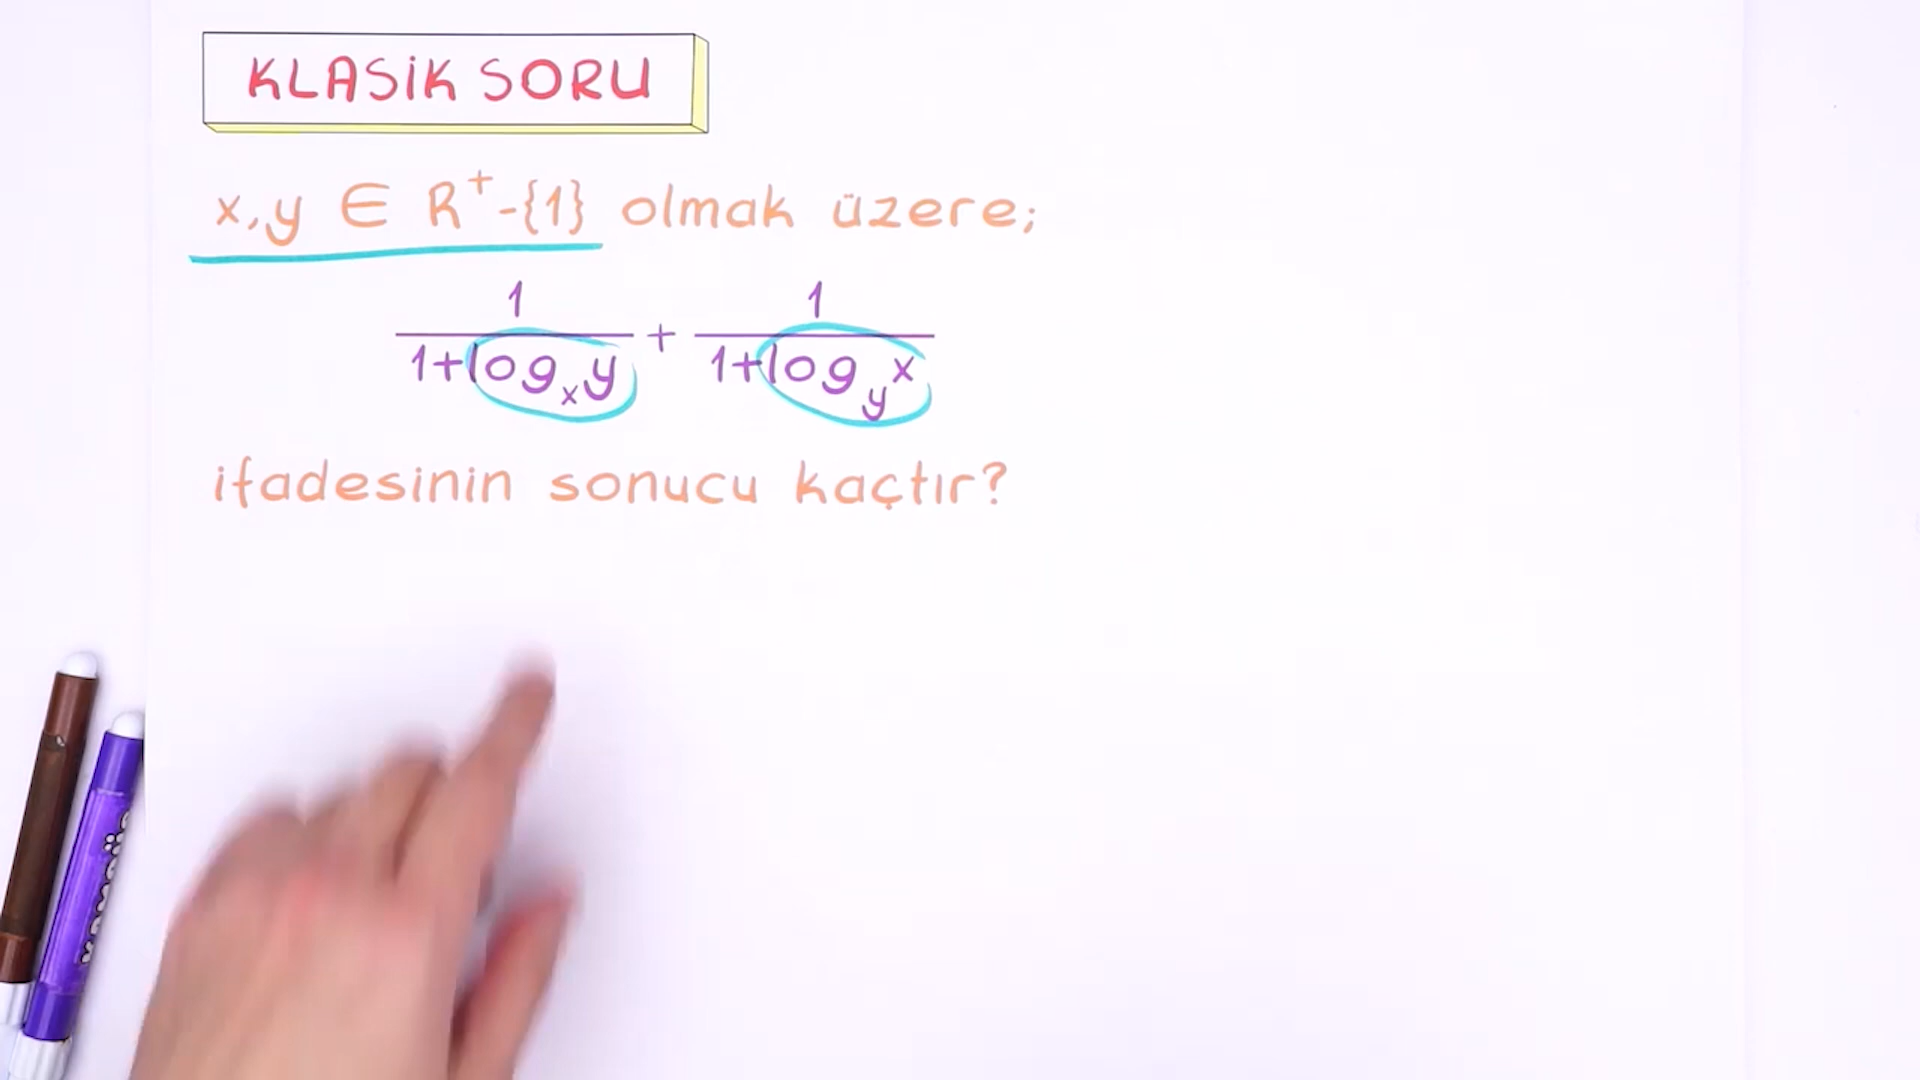 KLASİK SORU
x,y ∈ R⁺-{1} olmak üzere;
1/(1+logₓy) + 1/(1+log_y x)
ifadesinin sonucu kaçtır?